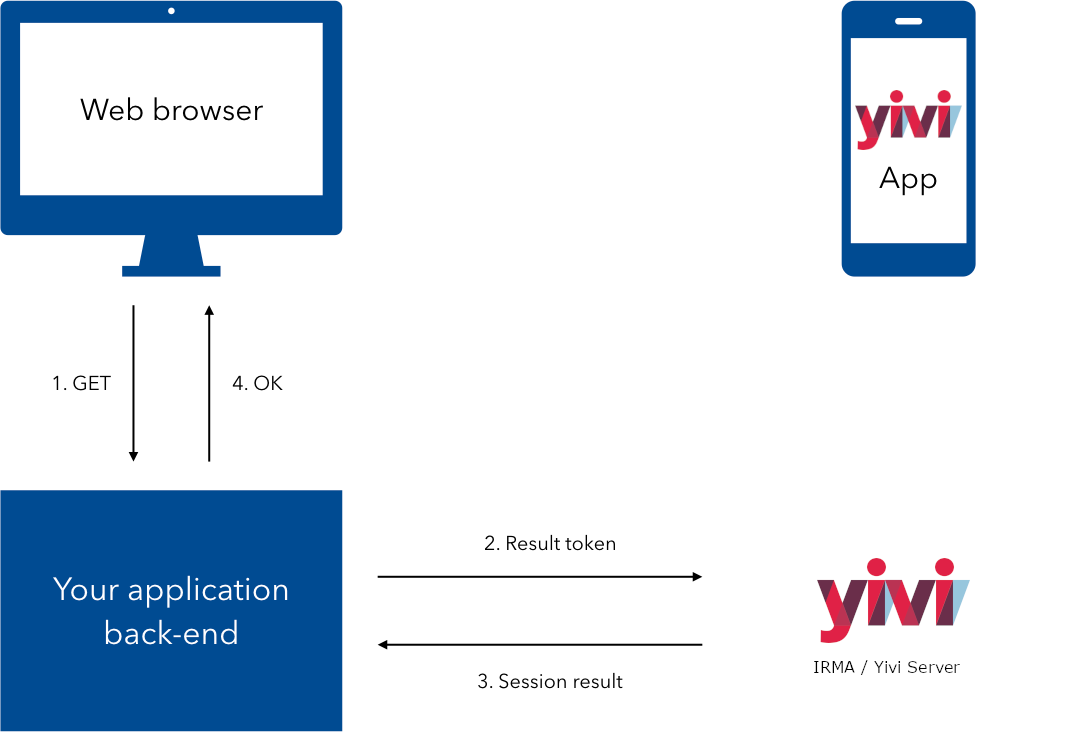 Web browser
yivi
App
1. GET
4. OK
2. Result token
Your application
back-end
yivi
3. Session result
IRMA / Yivi Server